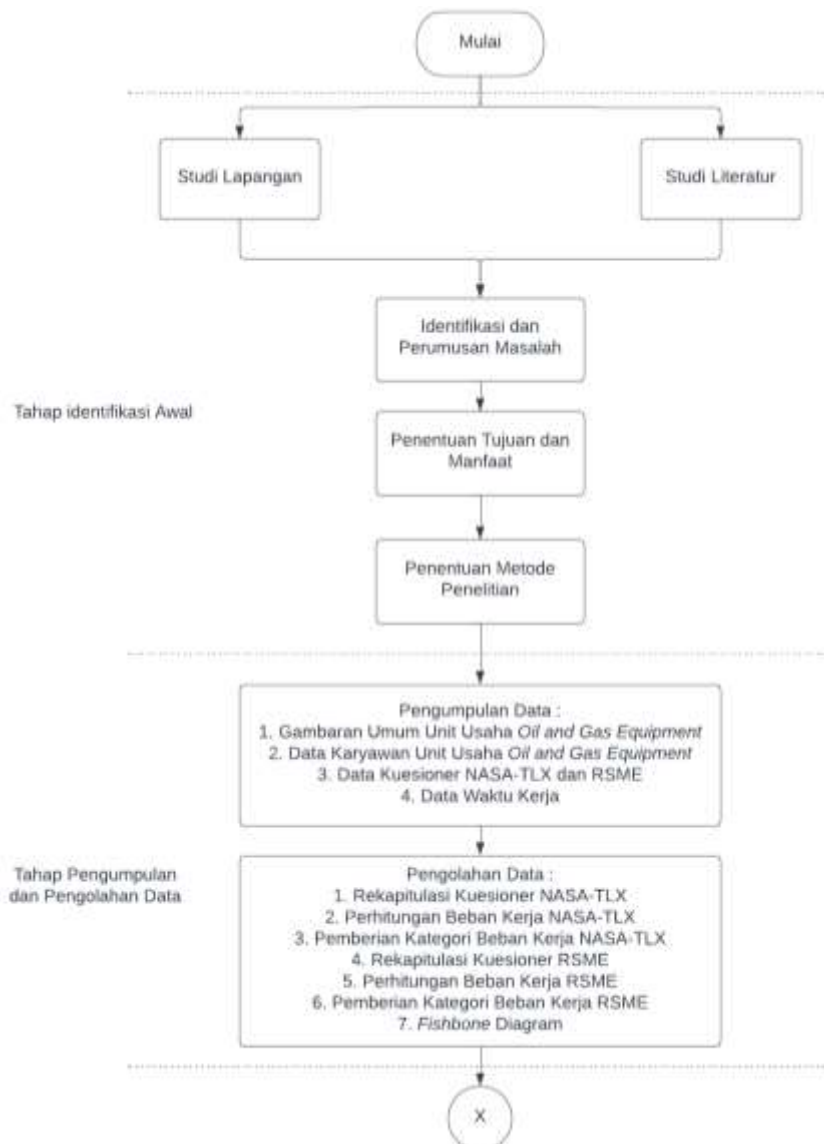 Mulai
Studi Lapangan
Studi Literatur
Identifikasi dan
Perumusan Masalah
Tahap identifikasi Awal
Penentuan Tujuan dan
Manfaat
Penentuan Metode
Penelitian
Pengumpulan Data :
1. Gambaran Umum Unit Usaha Oil and Gas Equipment
2. Data Karyawan Unit Usaha Oil and Gas Equipment
3. Data Kuesioner NASA-TLX dan RSME
4. Data Waktu Kerja
Tahap Pengumpulan
dan Pengolahan Data
Pengolahan Data :
1. Rekapitulasi Kuesioner NASA-TLX
2. Perhitungan Beban Kerja NASA-TLX
3. Pemberian Kategori Beban Kerja NASA-TLX
4. Rekapitulasi Kuesioner RSME
5. Perhitungan Beban Kerja RSME
6. Pemberian Kategori Beban Kerja RSME
7. Fishbone Diagram
X